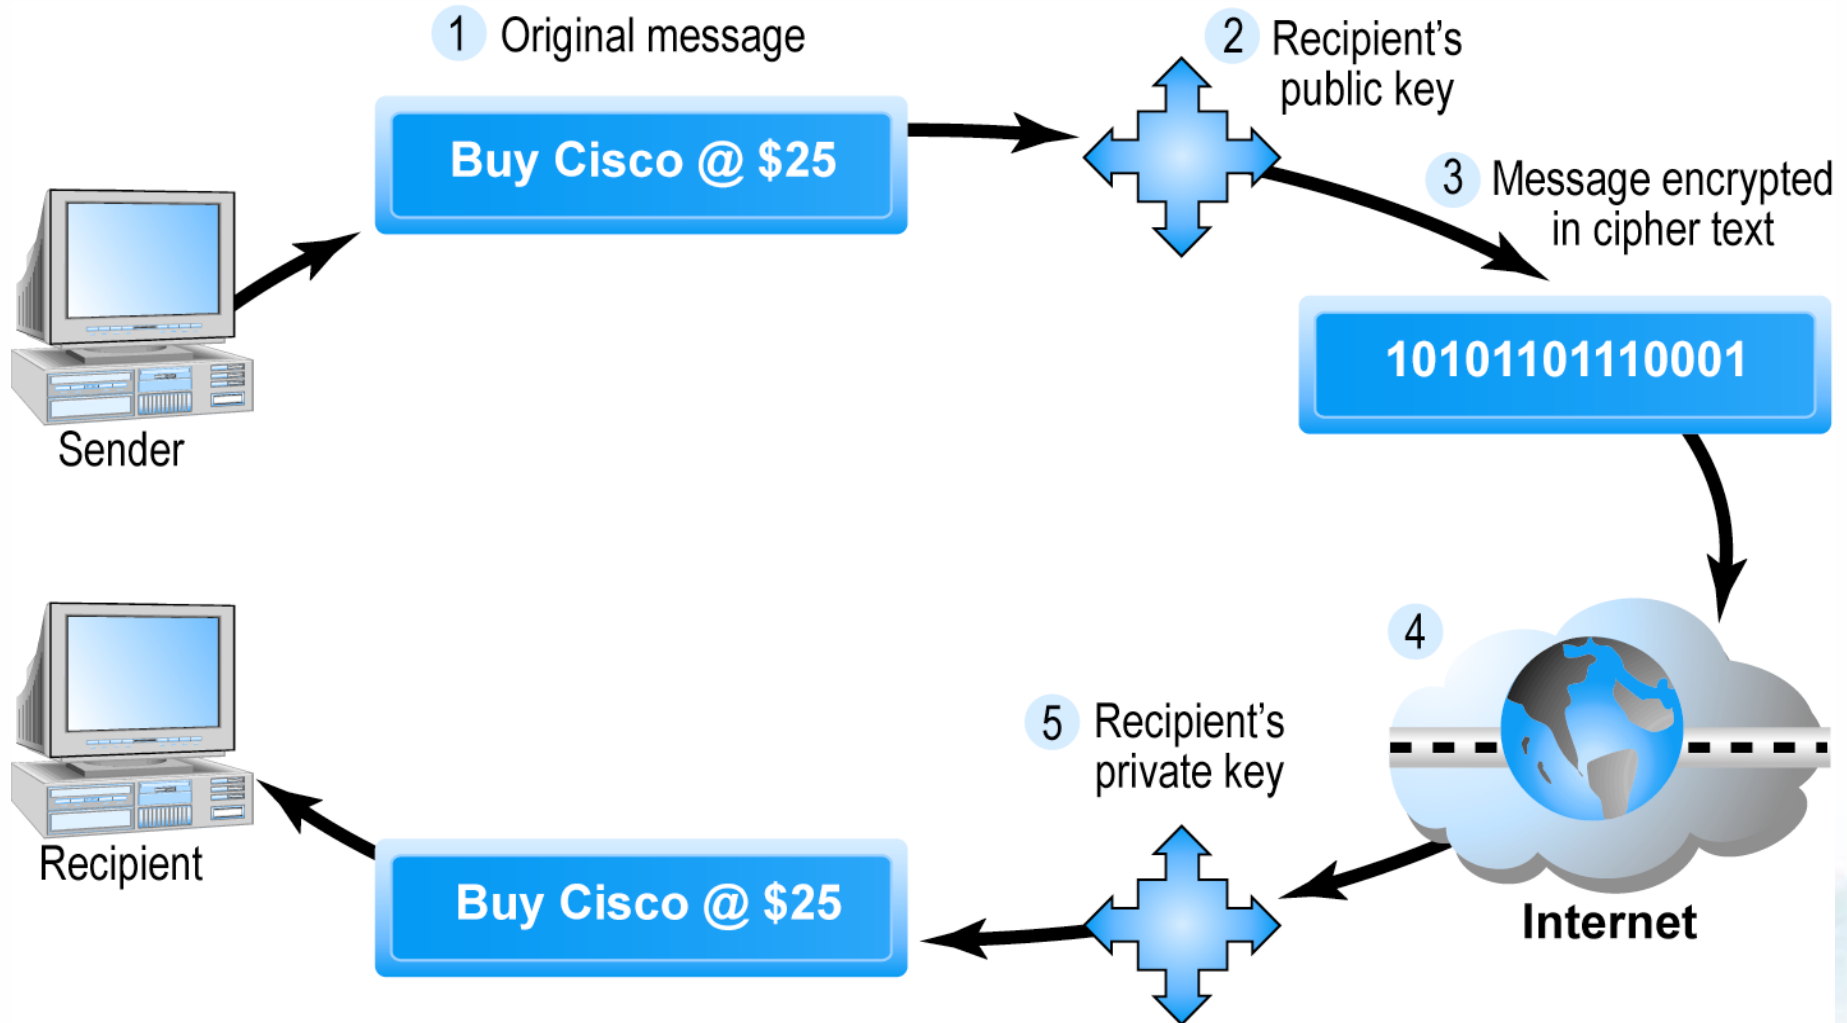 1 Original message
Buy Cisco @ $25
2 Recipient's
public key
3 Message encrypted
in cipher text
10101101110001
Sender
4
Internet
5 Recipient's
private key
Buy Cisco @ $25
Recipient